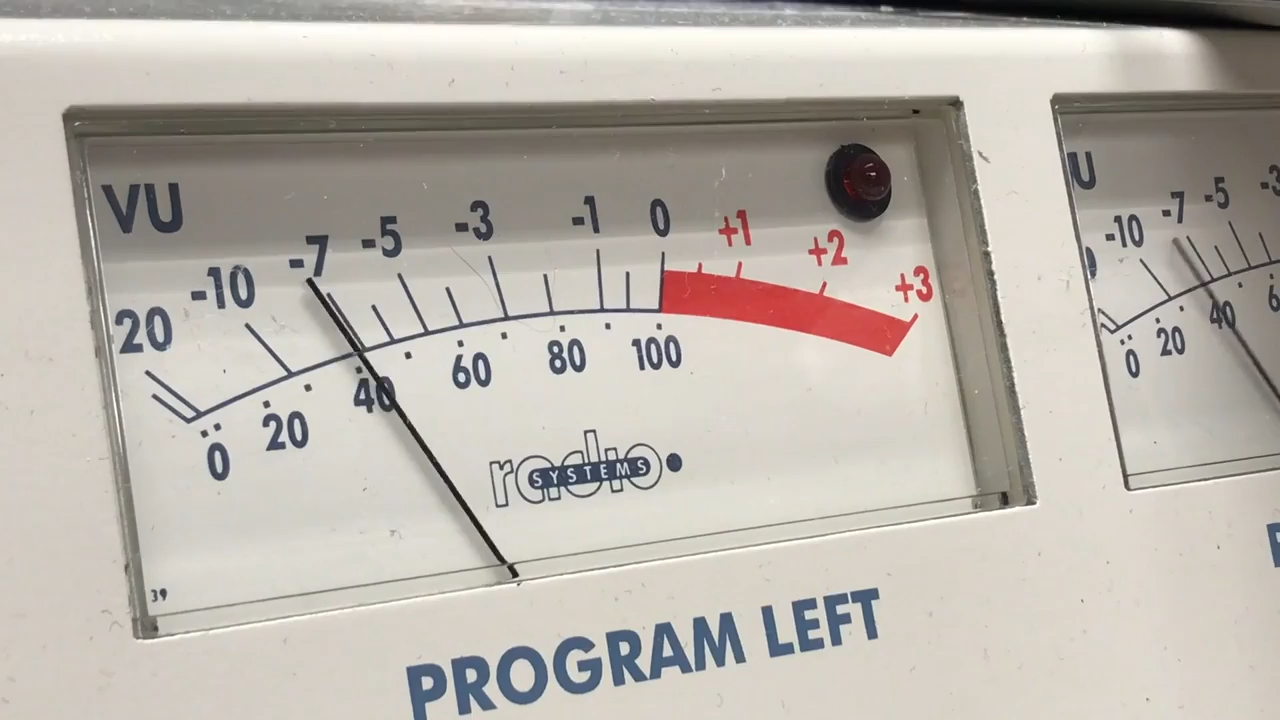 VU
20 -10 -7 -5 -3 -1 0 +1 +2 +3
0 20 40 60 80 100
radio
SYSTEMS
39
PROGRAM LEFT
U
-10 -7 -5
0 20 40